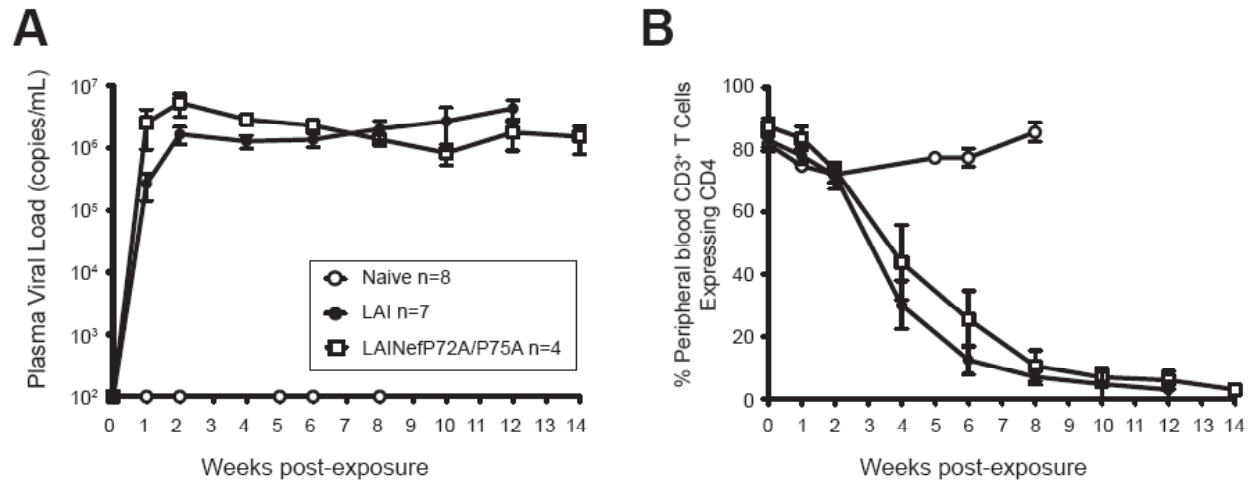 A
Plasma Viral Load (copies/mL)
10⁷
10⁶
10⁵
10⁴
10³
10²
Naive n=8
LAI n=7
LAINefP72A/P75A n=4
0 1 2 3 4 5 6 7 8 9 10 11 12 13 14
Weeks post-exposure
B
% Peripheral blood CD3⁺ T Cells
Expressing CD4
100
80
60
40
20
0
0 1 2 3 4 5 6 7 8 9 10 11 12 13 14
Weeks post-exposure